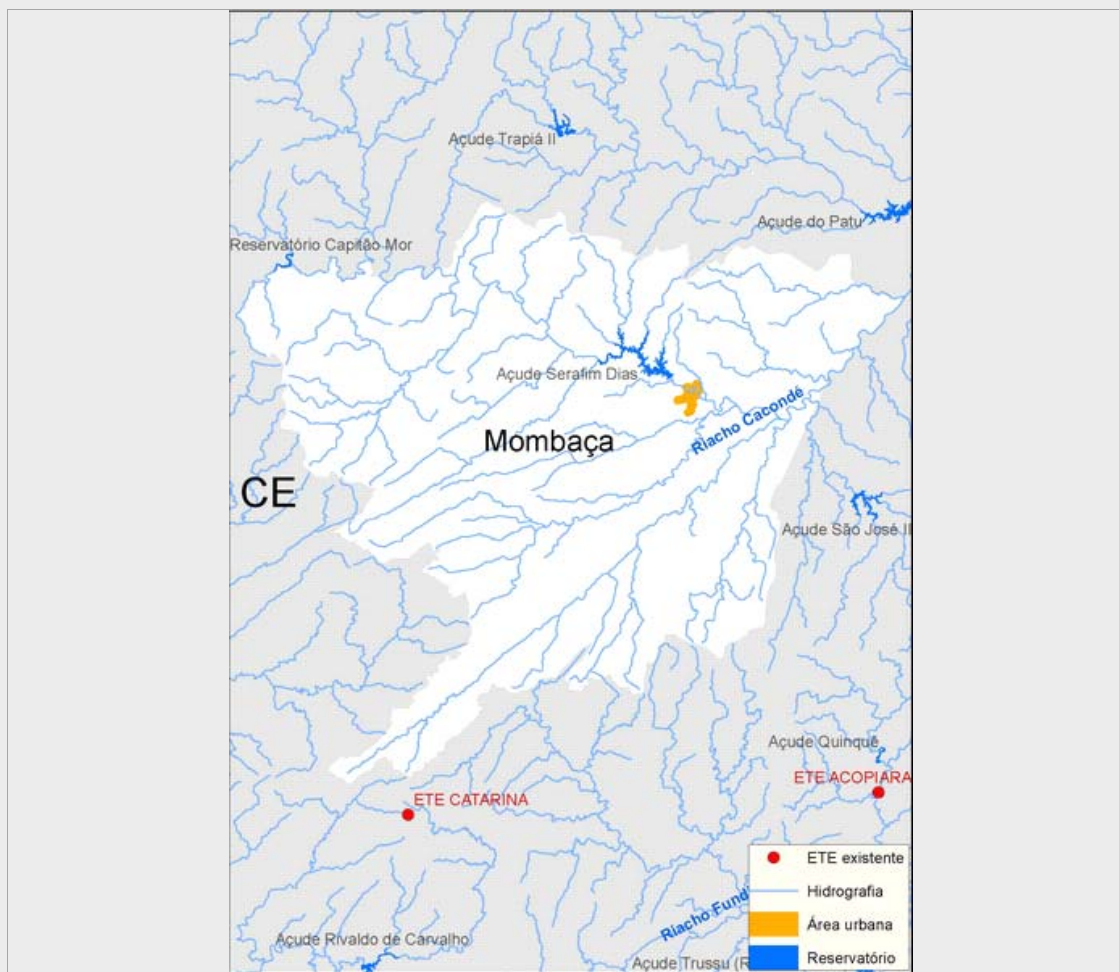 Açude Trapiá II
Açude do Patu
Reservatório Capitão Mor
Açude Serafim Dias
Riacho Cacondé
Mombaça
CE
Açude São José II
Açude Quinquê
ETE ACOPIARA
ETE CATARINA
ETE existente
Hidrografia
Área urbana
Reservatório
Riacho Fund
Açude Rivaldo de Carvalho
Açude Trussu (R